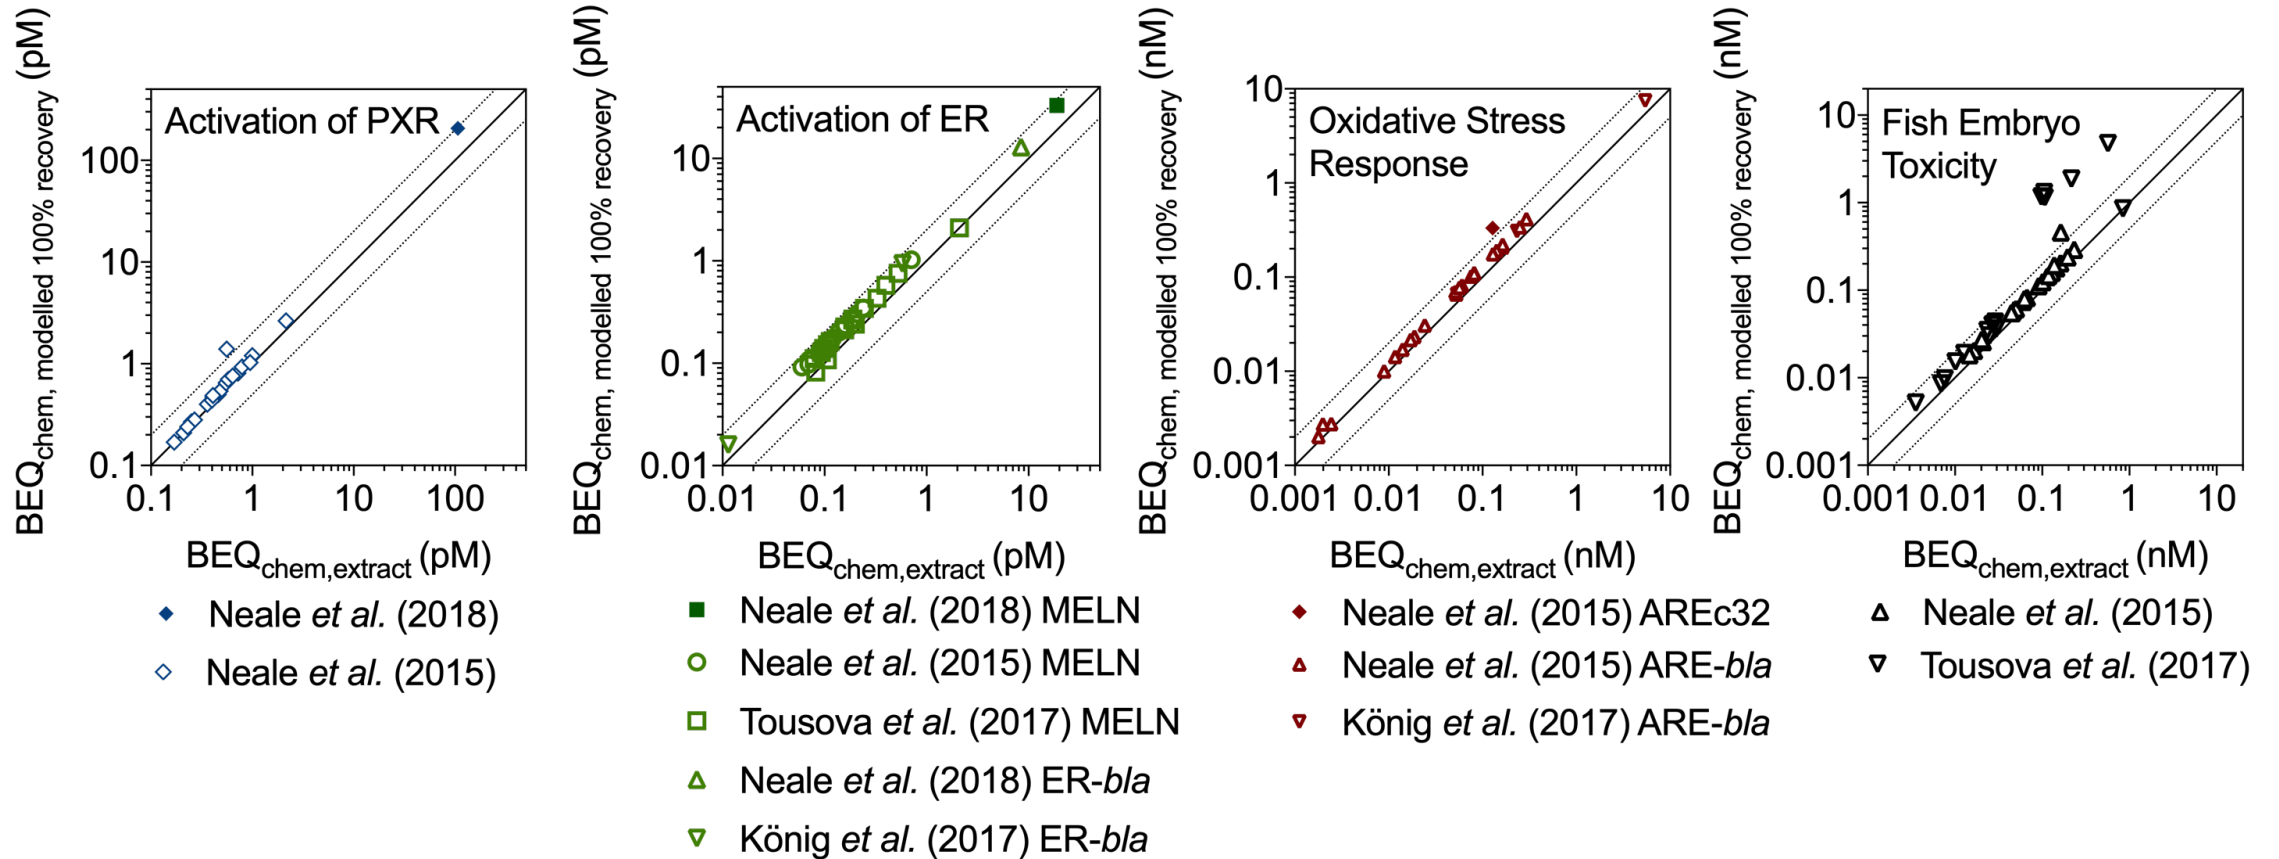 BEQchem, modelled 100% recovery (pM)
Activation of PXR
100
10
1
0.1
0.1 1 10 100
BEQchem,extract (pM)
Neale et al. (2018)
Neale et al. (2015)
BEQchem, modelled 100% recovery (pM)
Activation of ER
10
1
0.1
0.01
0.01 0.1 1 10
BEQchem,extract (pM)
Neale et al. (2018) MELN
Neale et al. (2015) MELN
Tousova et al. (2017) MELN
Neale et al. (2018) ER-bla
König et al. (2017) ER-bla
BEQchem, modelled 100% recovery (nM)
Oxidative Stress
Response
10
1
0.1
0.01
0.001
0.001 0.01 0.1 1 10
BEQchem,extract (nM)
Neale et al. (2015) AREc32
Neale et al. (2015) ARE-bla
König et al. (2017) ARE-bla
BEQchem, modelled 100% recovery (nM)
Fish Embryo
Toxicity
10
1
0.1
0.01
0.001
0.001 0.01 0.1 1 10
BEQchem,extract (nM)
Neale et al. (2015)
Tousova et al. (2017)